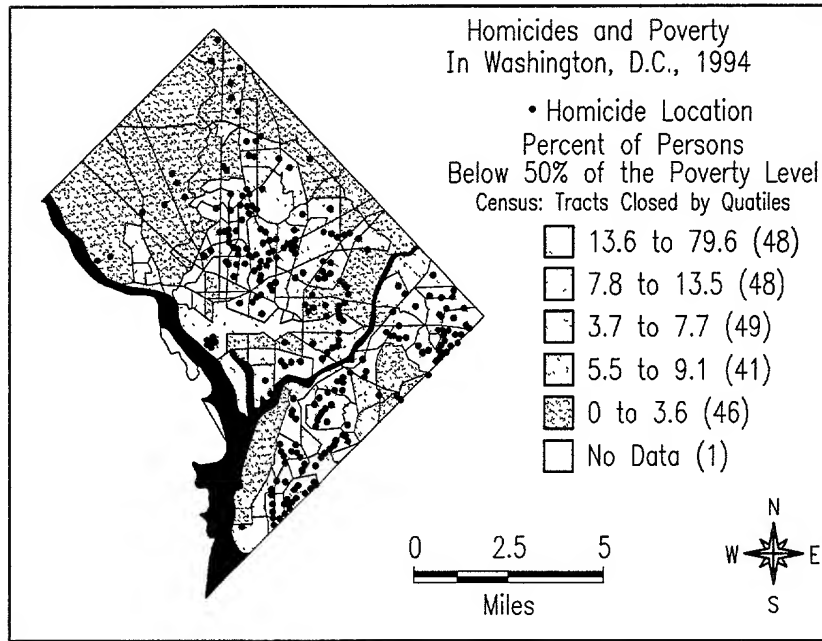 Homicides and Poverty
In Washington, D.C., 1994
• Homicide Location
Percent of Persons
Below 50% of the Poverty Level
Census: Tracts Closed by Quatiles
13.6 to 79.6 (48)
7.8 to 13.5 (48)
3.7 to 7.7 (49)
5.5 to 9.1 (41)
0 to 3.6 (46)
No Data (1)
0 2.5 5
Miles
N
W E
S